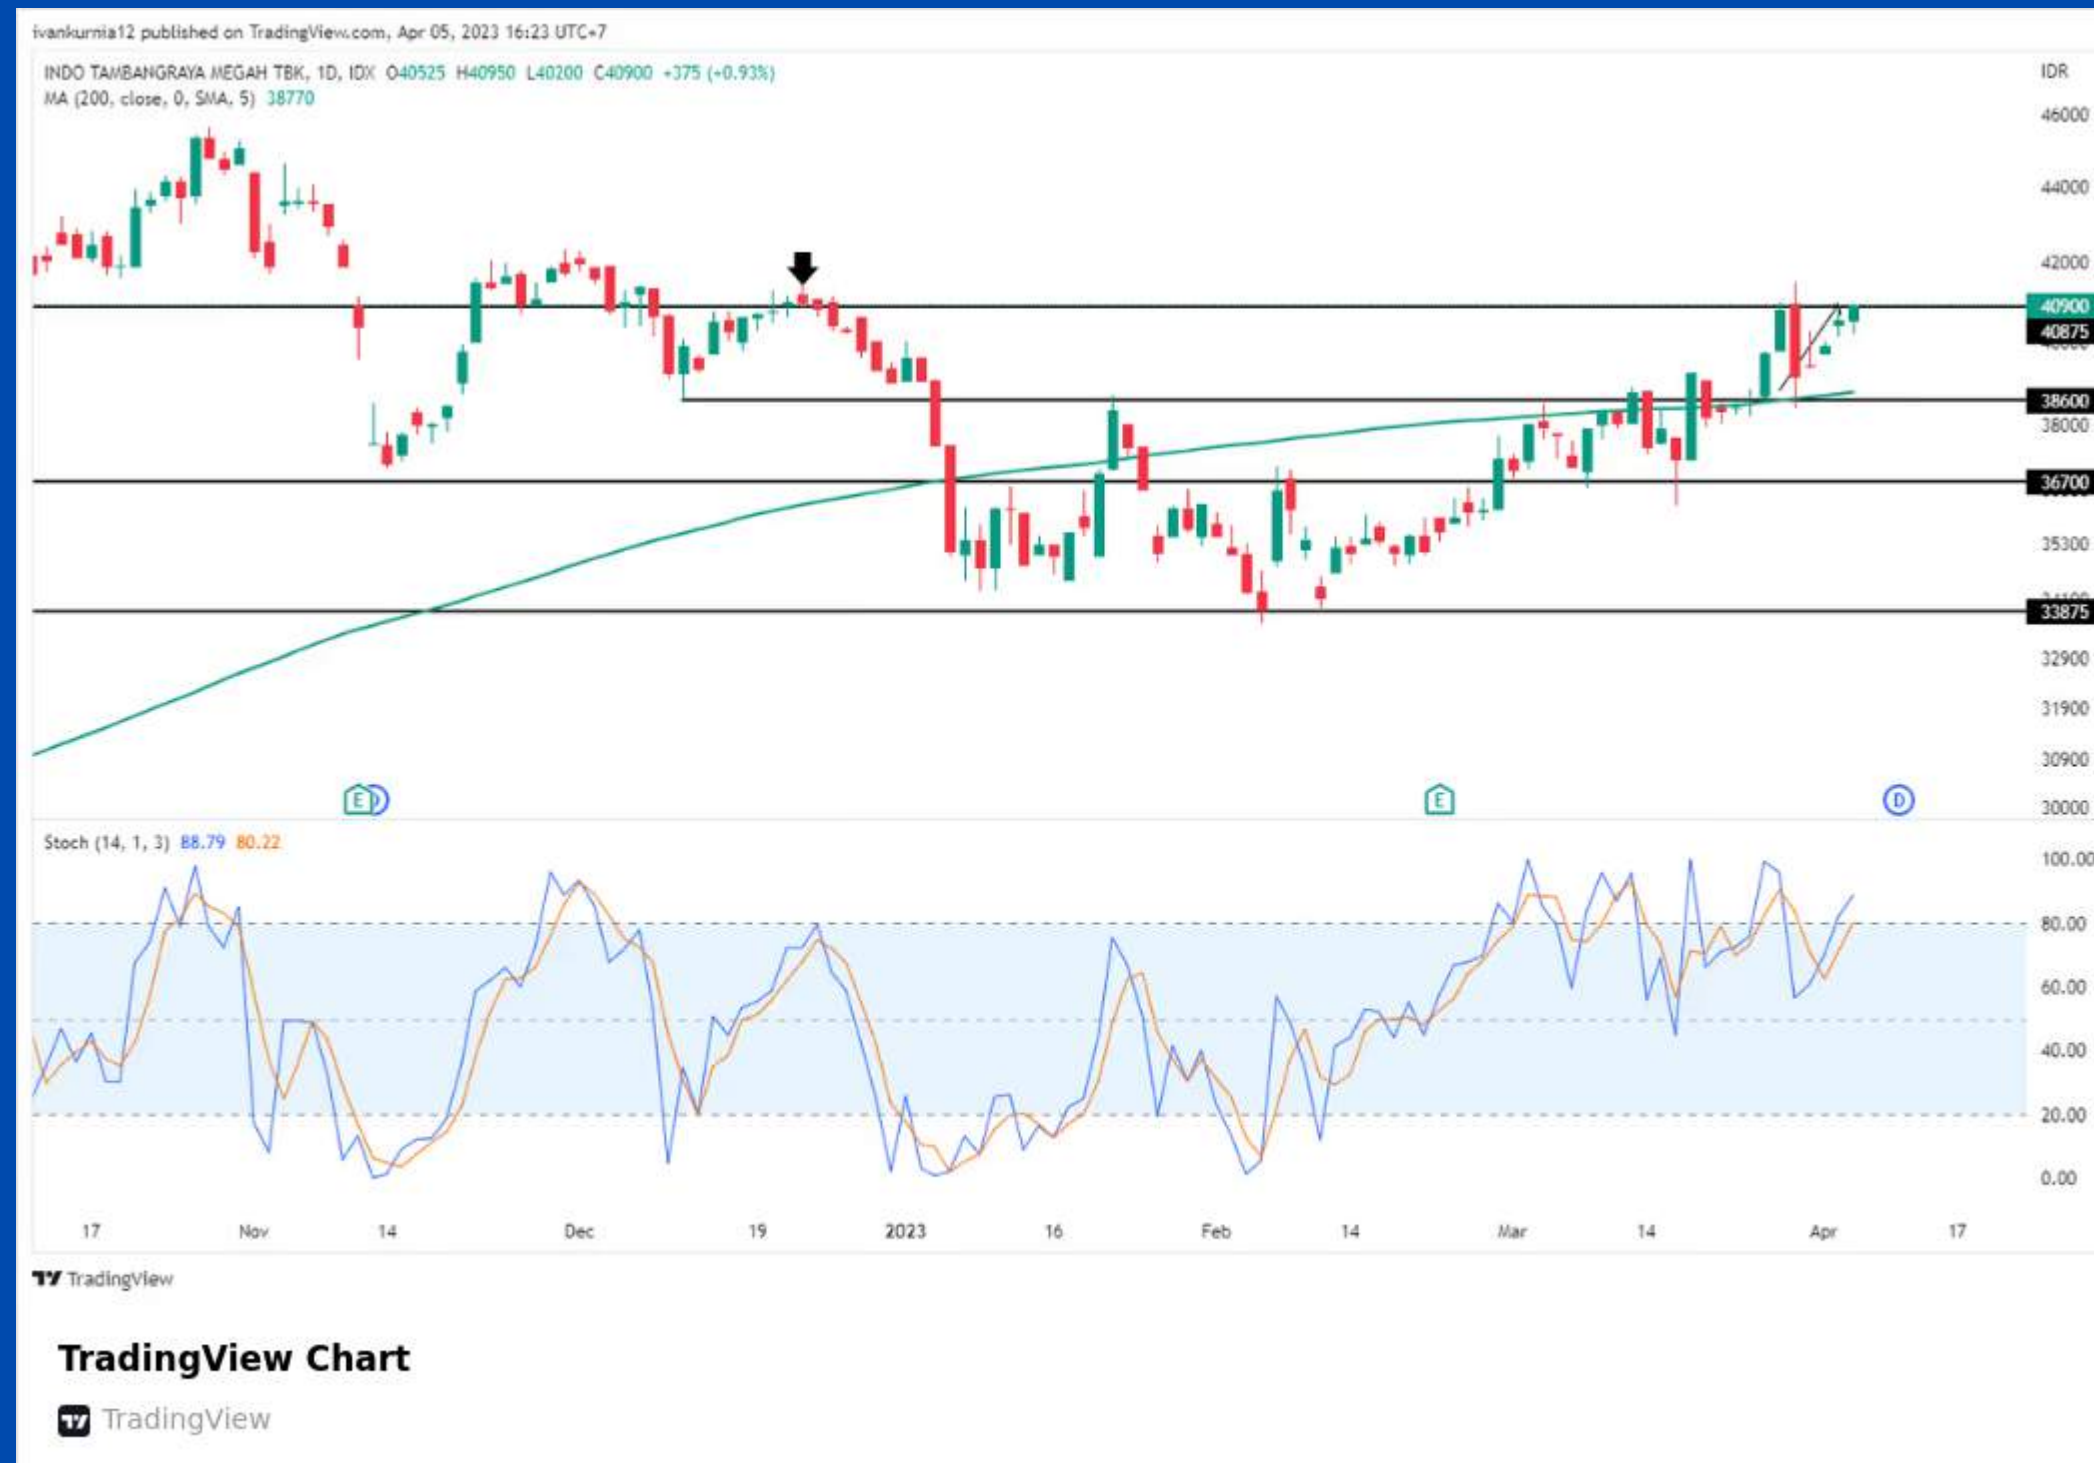 ivankurnia12 published on TradingView.com, Apr 05, 2023 16:23 UTC+7
INDO TAMBANGRAYA MEGAH TBK, 1D, IDX O40525 H40950 L40200 C40900 +375 (+0.93%)
MA (200, close, 0, SMA, 5) 38770
IDR
46000
44000
42000
40900
40875
38600
38000
36700
35300
33875
32900
31900
30900
30000
E D
E
D
Stoch (14, 1, 3) 88.79 80.22
100.00
80.00
60.00
40.00
20.00
0.00
17 Nov 14 Dec 19 2023 16 Feb 14 Mar 14 Apr 17
TradingView
TradingView Chart
TradingView